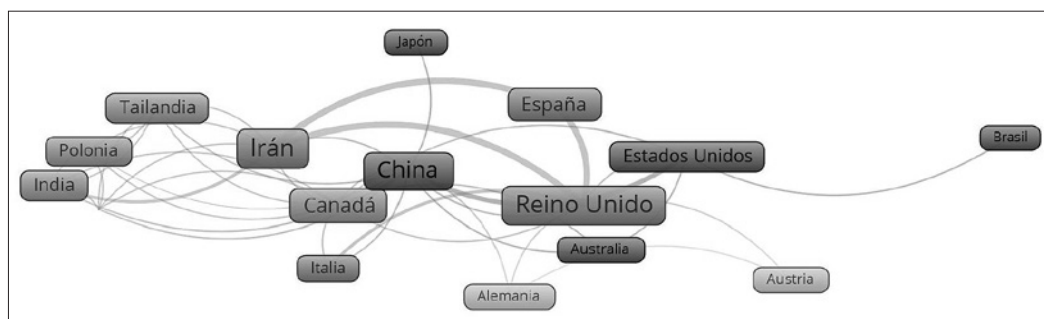 Japón
Tailandia
España
Polonia
Irán
Brasil
Estados Unidos
China
India
Canadá
Reino Unido
Australia
Italia
Austria
Alemania